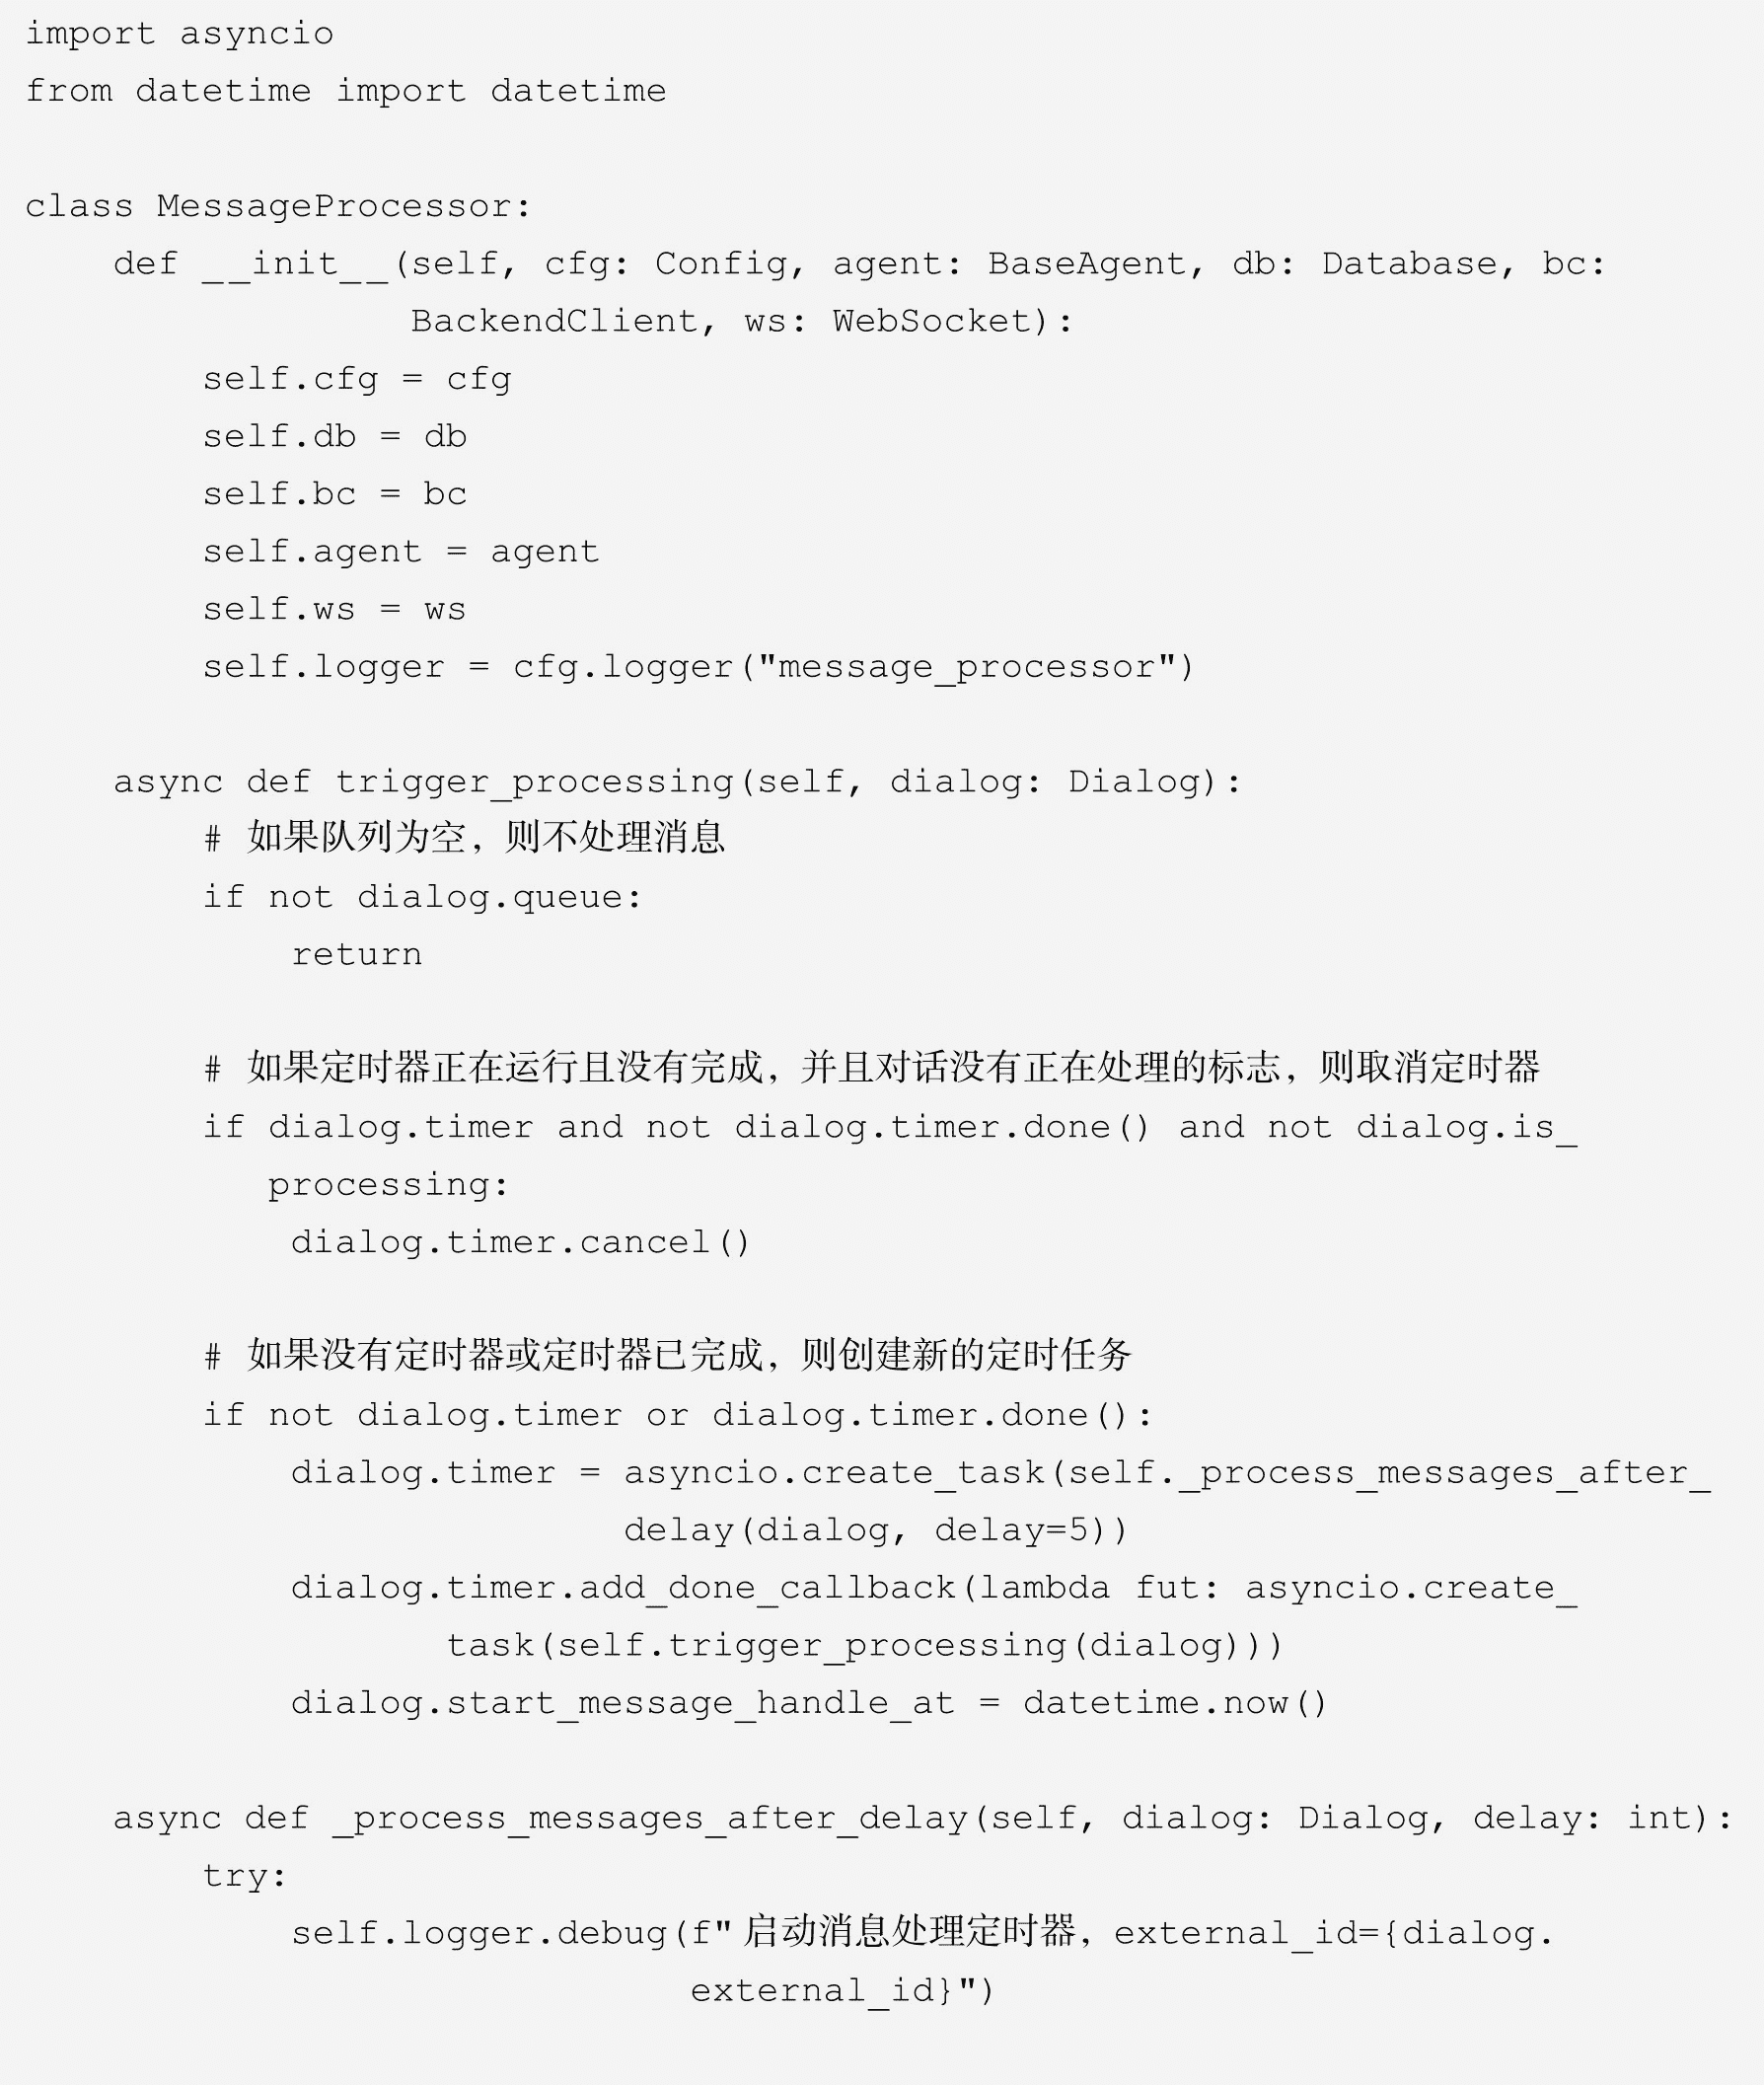 import asyncio
from datetime import datetime

class MessageProcessor:
    def __init__(self, cfg: Config, agent: BaseAgent, db: Database, bc:
                 BackendClient, ws: WebSocket):
        self.cfg = cfg
        self.db = db
        self.bc = bc
        self.agent = agent
        self.ws = ws
        self.logger = cfg.logger("message_processor")

    async def trigger_processing(self, dialog: Dialog):
        # 如果队列为空，则不处理消息
        if not dialog.queue:
            return

        # 如果定时器正在运行且没有完成，并且对话没有正在处理的标志，则取消定时器
        if dialog.timer and not dialog.timer.done() and not dialog.is_
           processing:
            dialog.timer.cancel()

        # 如果没有定时器或定时器已完成，则创建新的定时任务
        if not dialog.timer or dialog.timer.done():
            dialog.timer = asyncio.create_task(self._process_messages_after_
                           delay(dialog, delay=5))
            dialog.timer.add_done_callback(lambda fut: asyncio.create_
                   task(self.trigger_processing(dialog)))
            dialog.start_message_handle_at = datetime.now()

    async def _process_messages_after_delay(self, dialog: Dialog, delay: int):
        try:
            self.logger.debug(f"启动消息处理定时器，external_id={dialog.
                              external_id}")